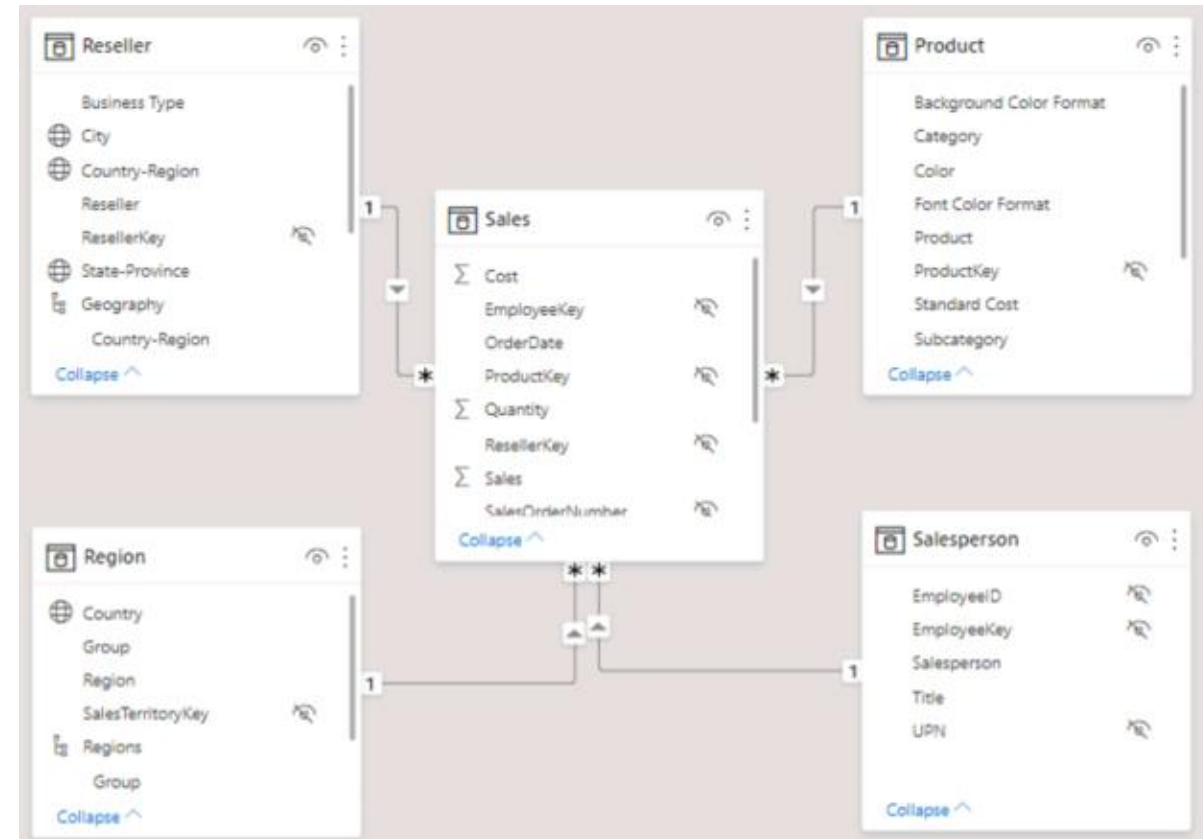 Reseller
Business Type
City
Country-Region
Reseller
ResellerKey
State-Province
Geography
Country-Region
Collapse
1
*
Product
Background Color Format
Category
Color
Font Color Format
Product
ProductKey
Standard Cost
Subcategory
Collapse
1
*
Sales
Σ Cost
EmployeeKey
OrderDate
ProductKey
Σ Quantity
ResellerKey
Σ Sales
SalesOrderNumber
Collapse
* *
Region
Country
Group
Region
SalesTerritoryKey
Regions
Group
Collapse
1
Salesperson
EmployeeID
EmployeeKey
Salesperson
Title
UPN
Collapse
1